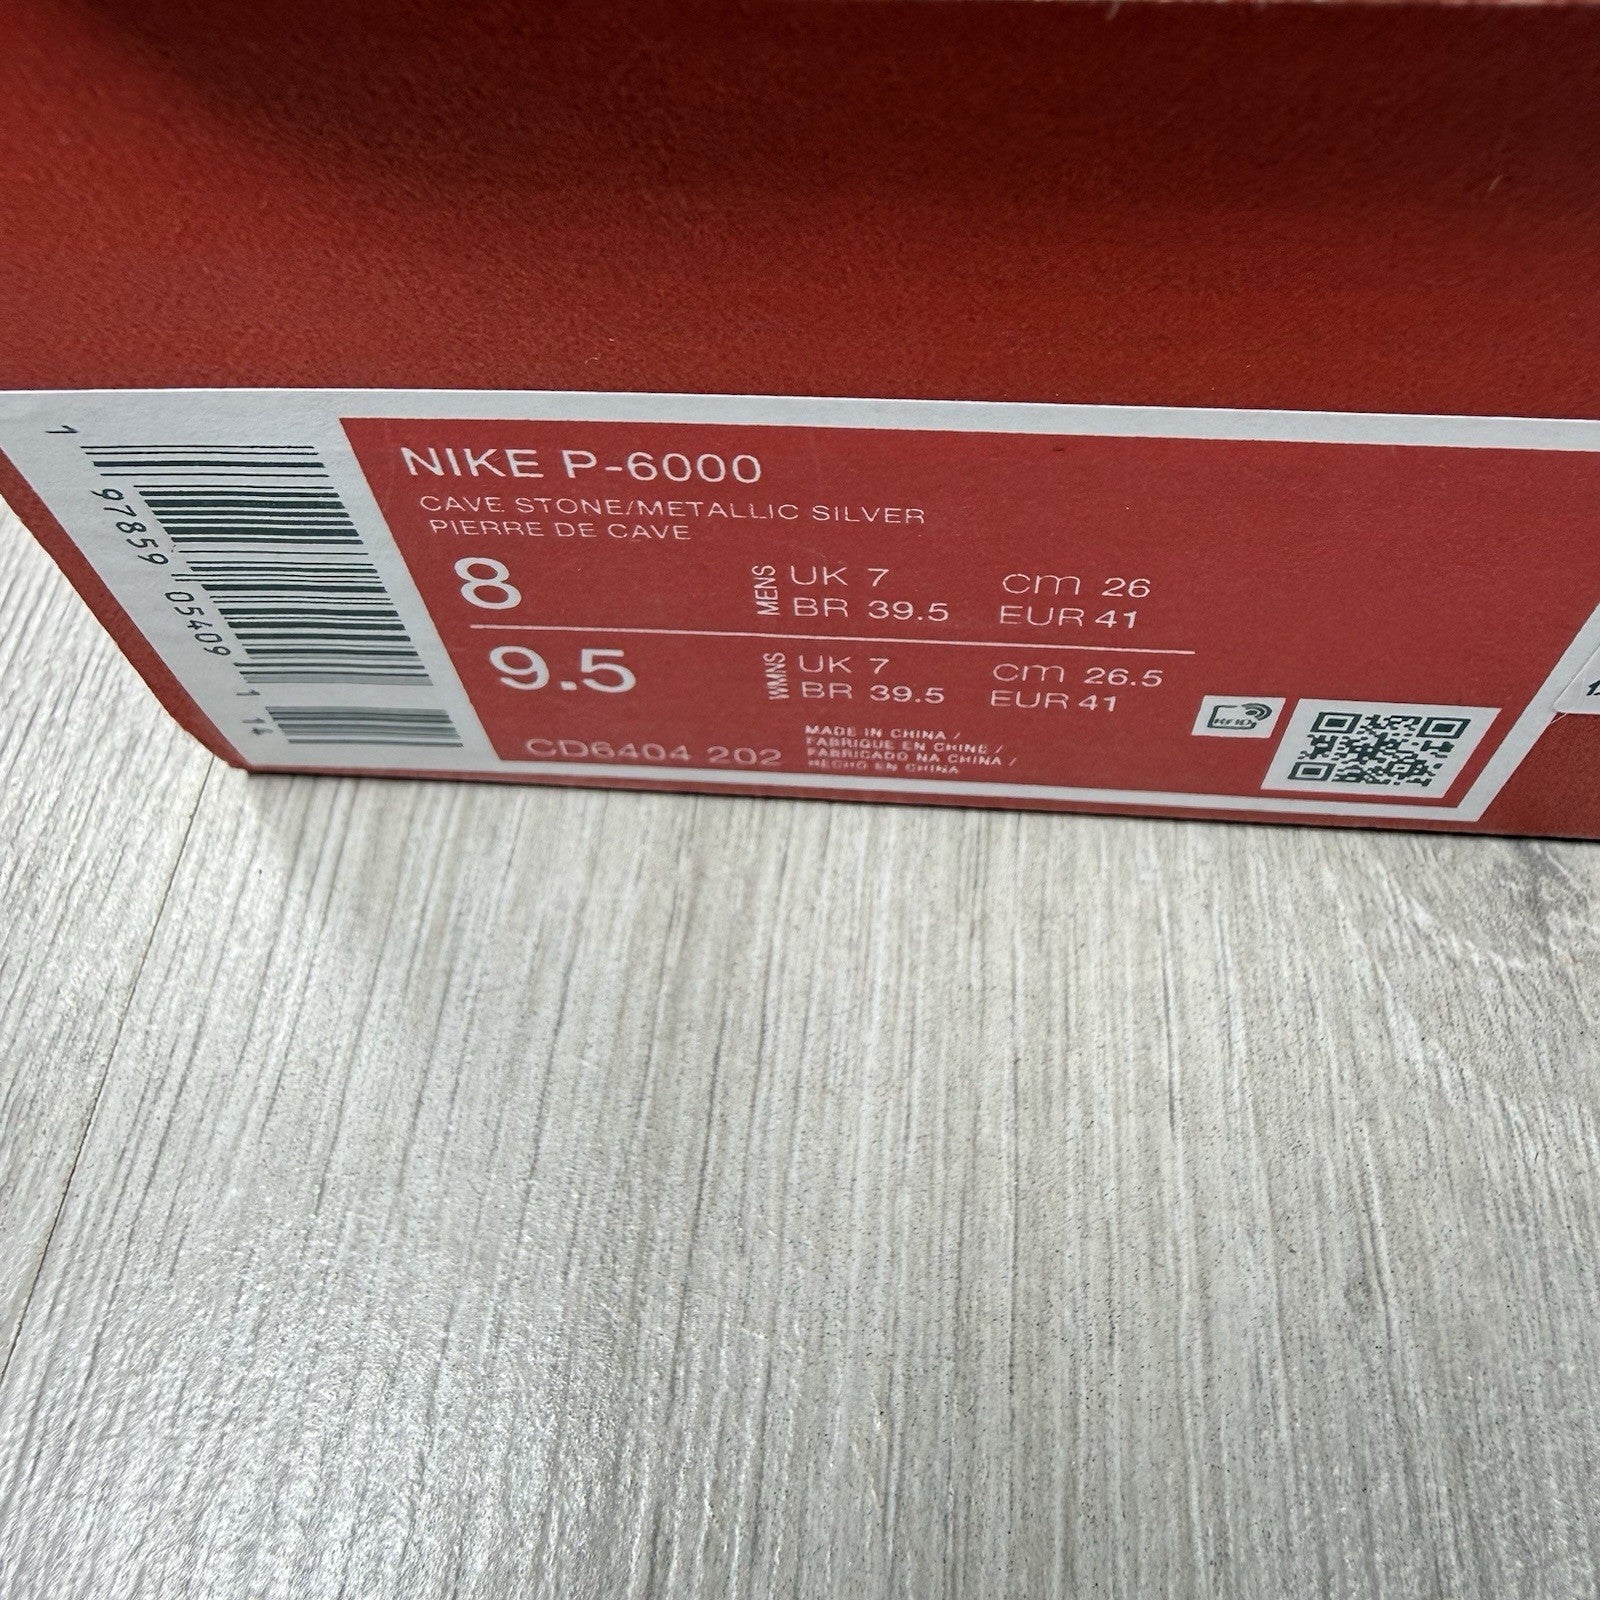 NIKE P-6000
CAVE STONE/METALLIC SILVER
PIERRE DE CAVE
8 MENS UK 7 cm 26
BR 39.5 EUR 41
9.5 WMNS UK 7 cm 26.5
BR 39.5 EUR 41
CD6404 202
MADE IN CHINA /
FABRIQUE EN CHINE /
FABRICADO NA CHINA /
HECHO EN CHINA
RFID
1 97859 05409 1 14